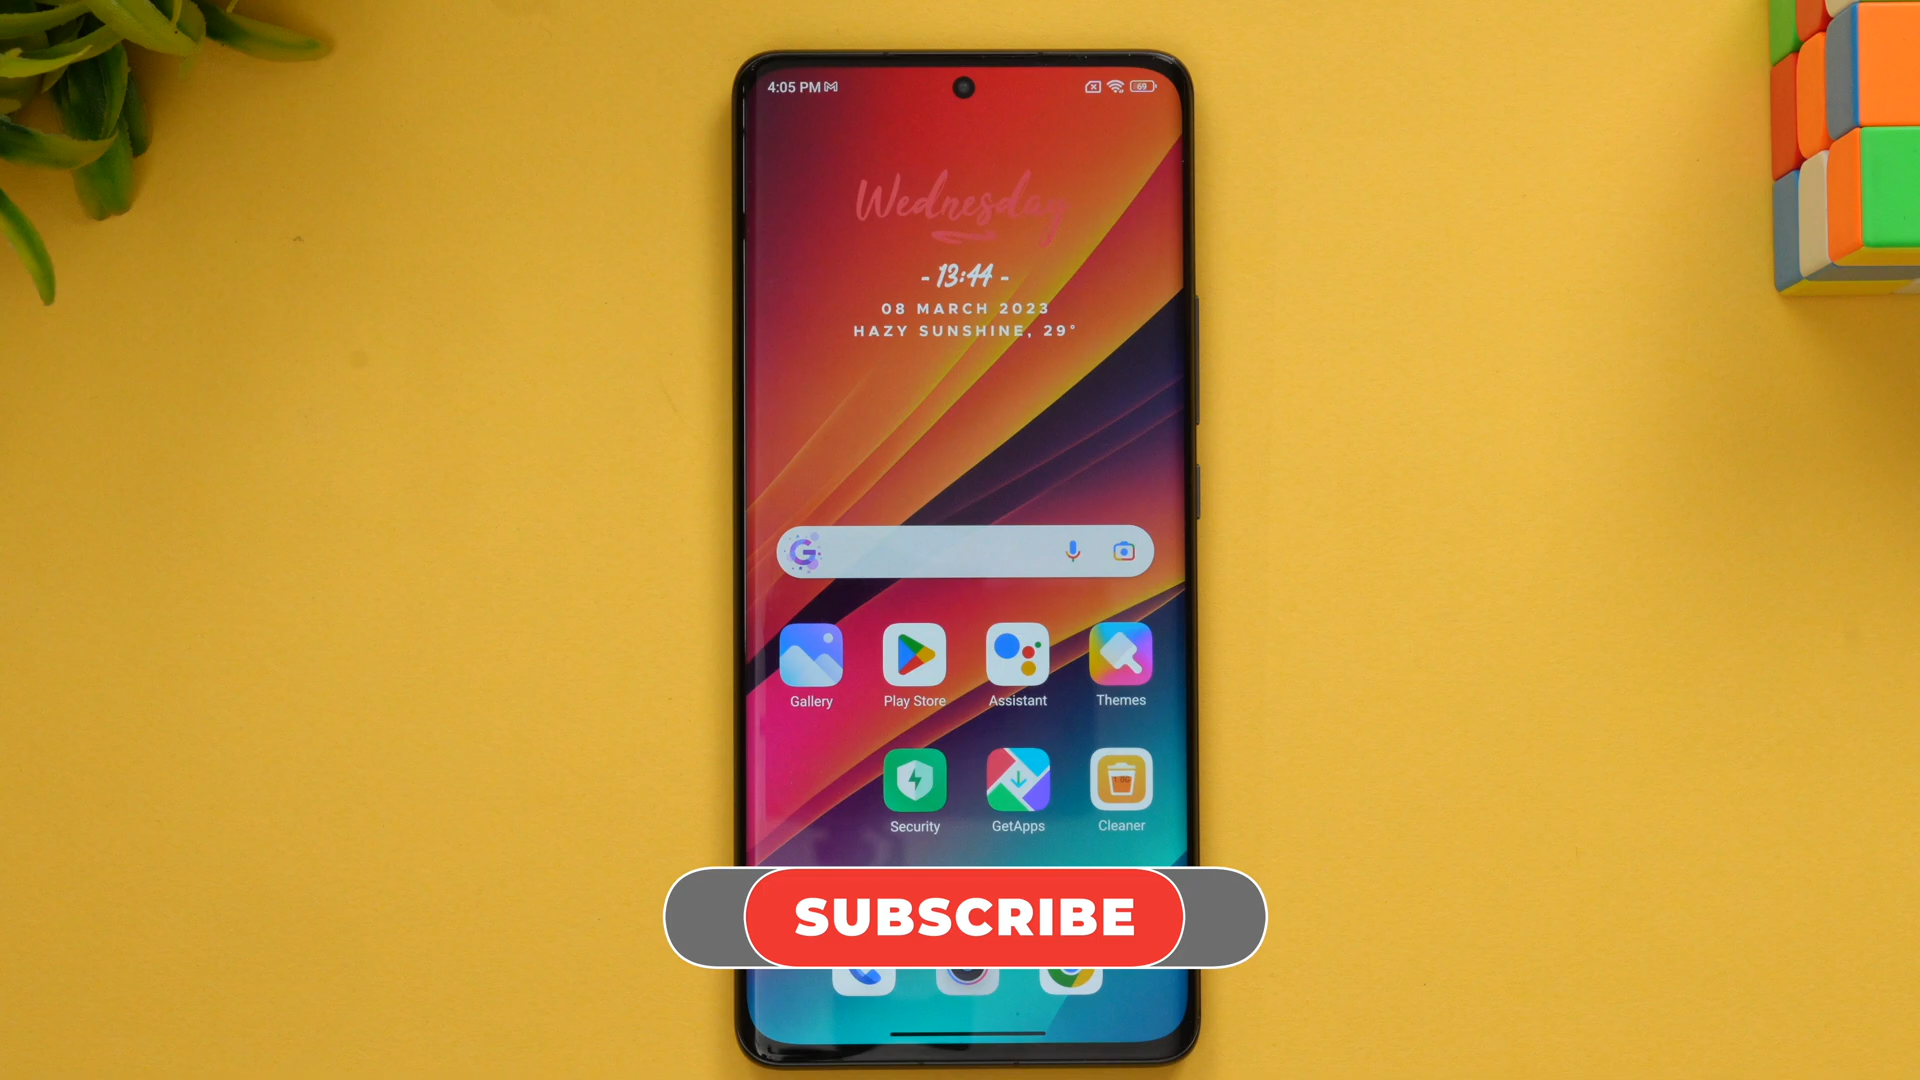 4:05 PM
69
Wednesday
- 13:44 -
08 MARCH 2023
HAZY SUNSHINE, 29°
G
Gallery
Play Store
Assistant
Themes
Security
GetApps
Cleaner
SUBSCRIBE